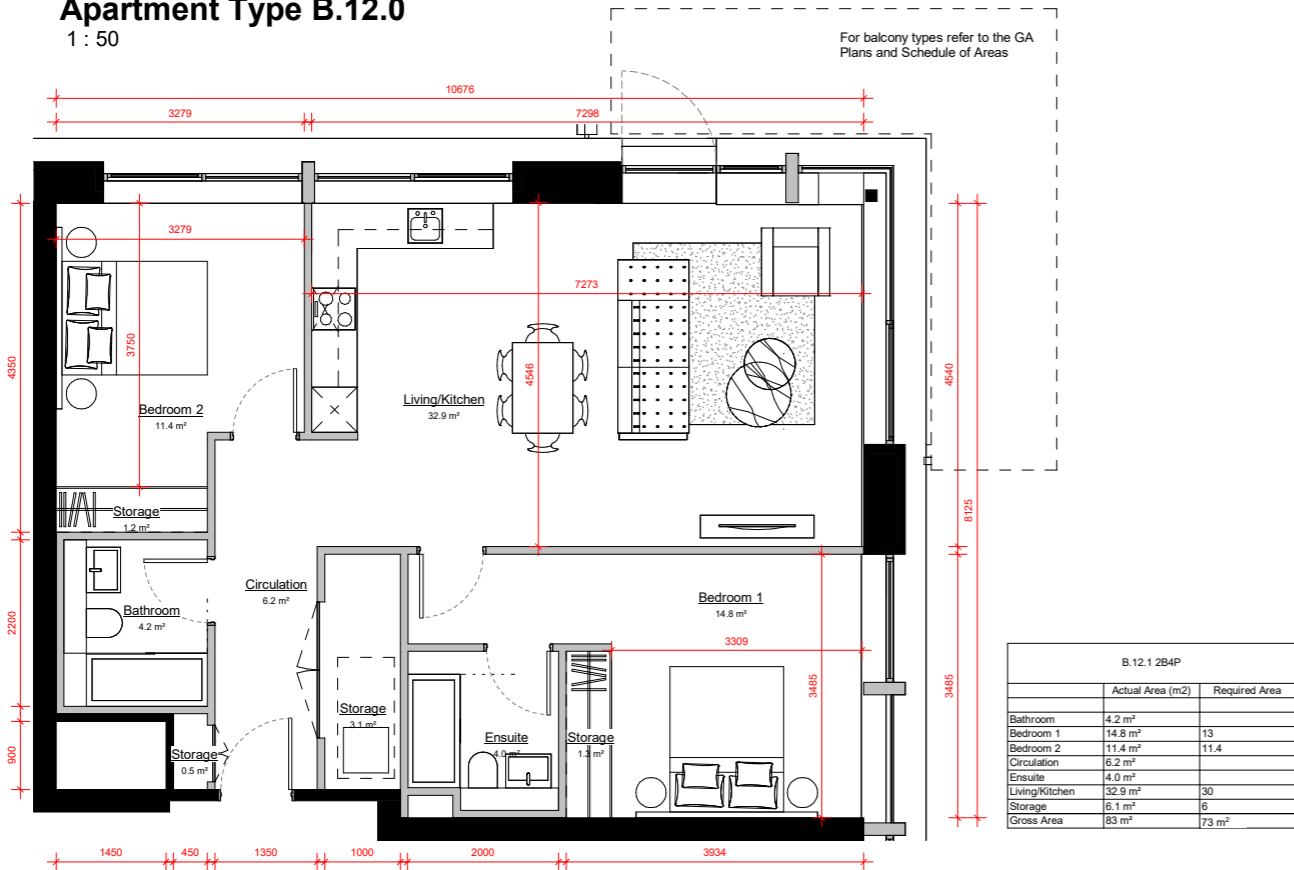 Apartment Type B.12.0
1 : 50
For balcony types refer to the GA
Plans and Schedule of Areas
10676
3279
7298
3279
7273
3750
4350
4546
4540
8125
Bedroom 2
11.4 m²
Living/Kitchen
32.9 m²
Storage
1.2 m²
Circulation
6.2 m²
Bathroom
4.2 m²
2200
Bedroom 1
14.8 m²
3309
3485
3485
Storage
3.1 m²
Ensuite
4.0 m²
Storage
1.3 m²
Storage
0.5 m²
900
1450
450
1350
1000
2000
3934
B.12.1 2B4P
Actual Area (m2) Required Area
Bathroom 4.2 m²
Bedroom 1 14.8 m² 13
Bedroom 2 11.4 m² 11.4
Circulation 6.2 m²
Ensuite 4.0 m²
Living/Kitchen 32.9 m² 30
Storage 6.1 m² 6
Gross Area 83 m² 73 m²